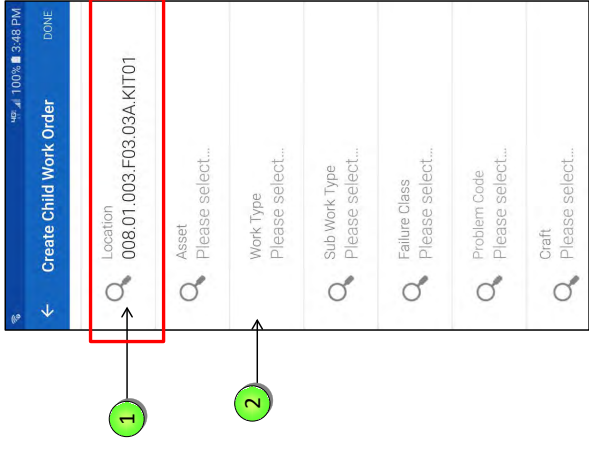 4GE 100% 3:48 PM
Create Child Work Order DONE
1
Location
008.01.003.F03.03A.KIT01
Asset
Please select...
2
Work Type
Please select...
Sub Work Type
Please select...
Failure Class
Please select...
Problem Code
Please select...
Craft
Please select...